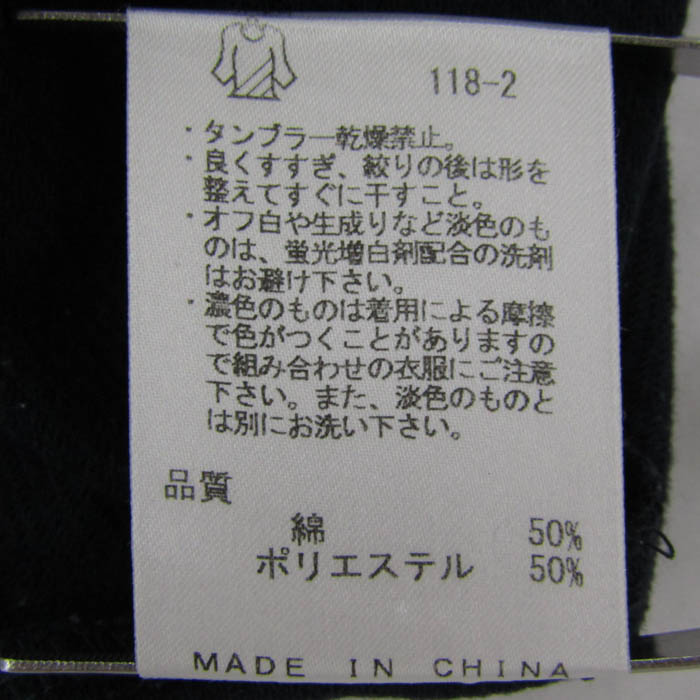 118-2
・タンブラー乾燥禁止。
・良くすすぎ、絞りの後は形を
整えてすぐに干すこと。
・オフ白や生成りなど淡色のも
のは、蛍光増白剤配合の洗剤
はお避け下さい。
・濃色のものは着用による摩擦
で色がつくことがありますの
で組み合わせの衣服にご注意
下さい。また、淡色のものと
は別にお洗い下さい。
品質
綿 50%
ポリエステル 50%
MADE IN CHINA